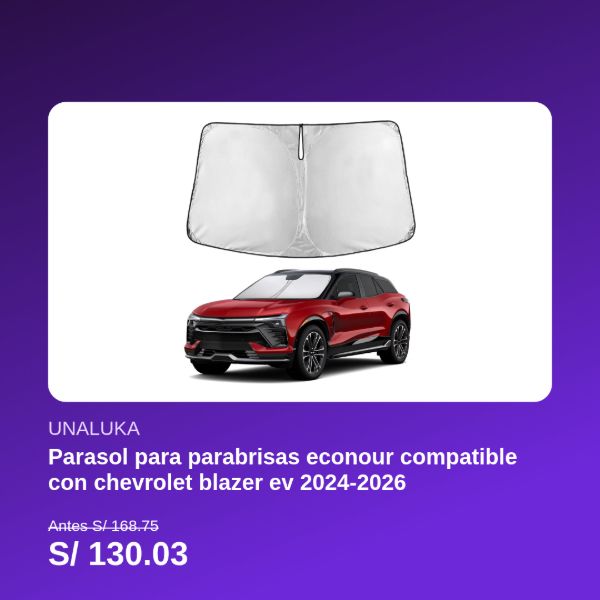 UNALUKA
Parasol para parabrisas econour compatible
con chevrolet blazer ev 2024-2026
Antes S/ 168.75
S/ 130.03